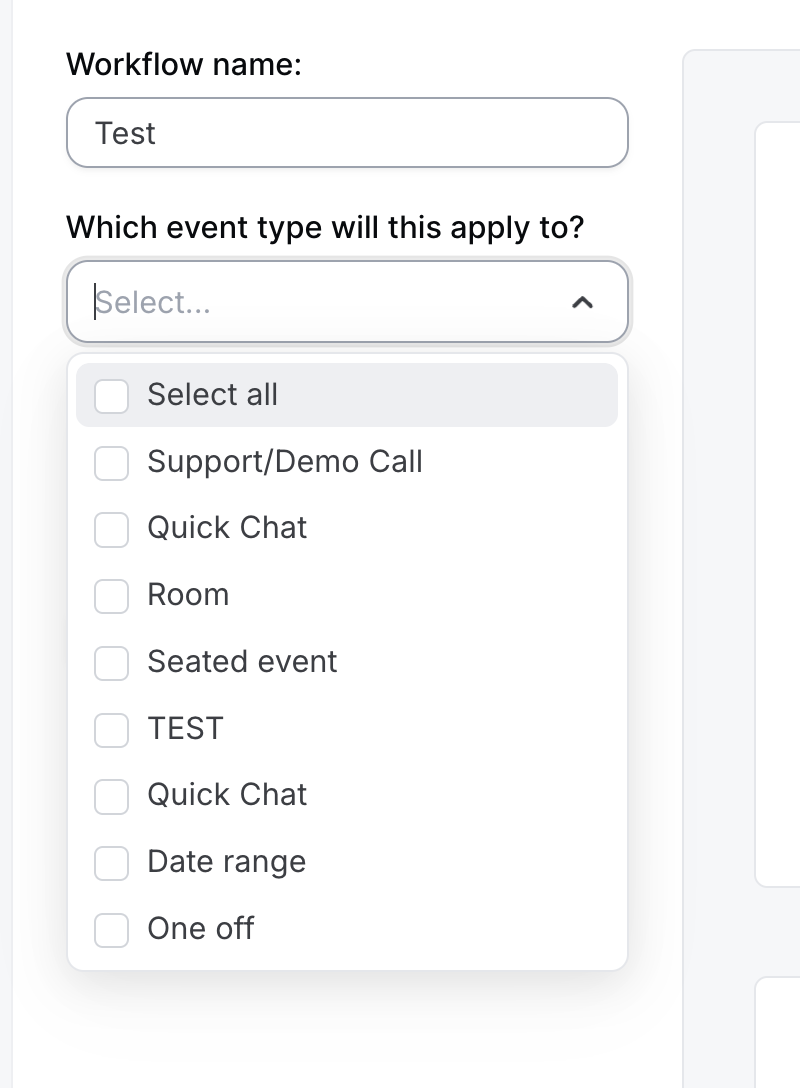 Workflow name:
Test
Which event type will this apply to?
Select...
Select all
Support/Demo Call
Quick Chat
Room
Seated event
TEST
Quick Chat
Date range
One off